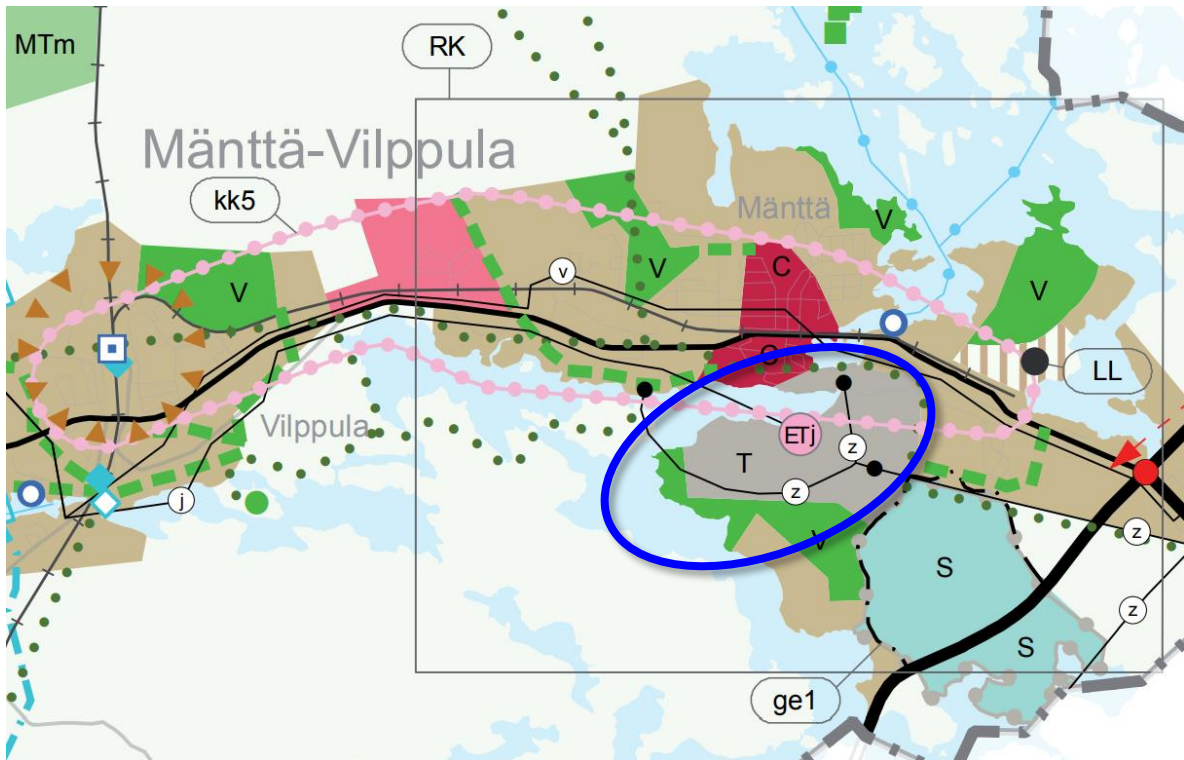 MTm
RK
Mänttä-Vilppula
kk5
Mänttä
V
C
v
V
V
V
C
LL
Vilppula
ETj
z
T
z
j
V
z
S
z
S
ge1